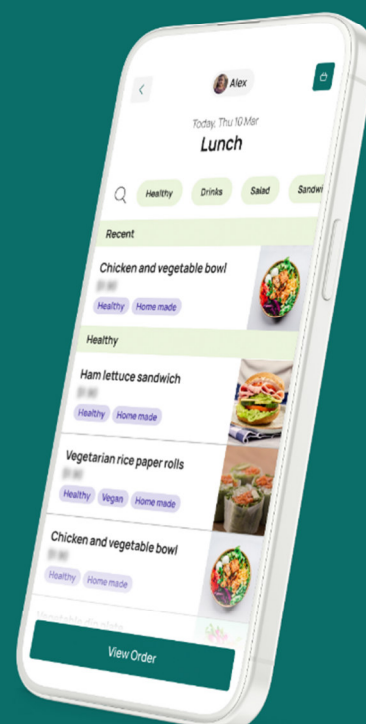 Alex
Today, Thu 10 Mar
Lunch
Healthy Drinks Salad
Recent
Chicken and vegetable bowl
Healthy Home made
Healthy
Ham lettuce sandwich
Healthy Home made
Vegetarian rice paper rolls
Healthy Vegan Home made
Chicken and vegetable bowl
Healthy Home made
View Order